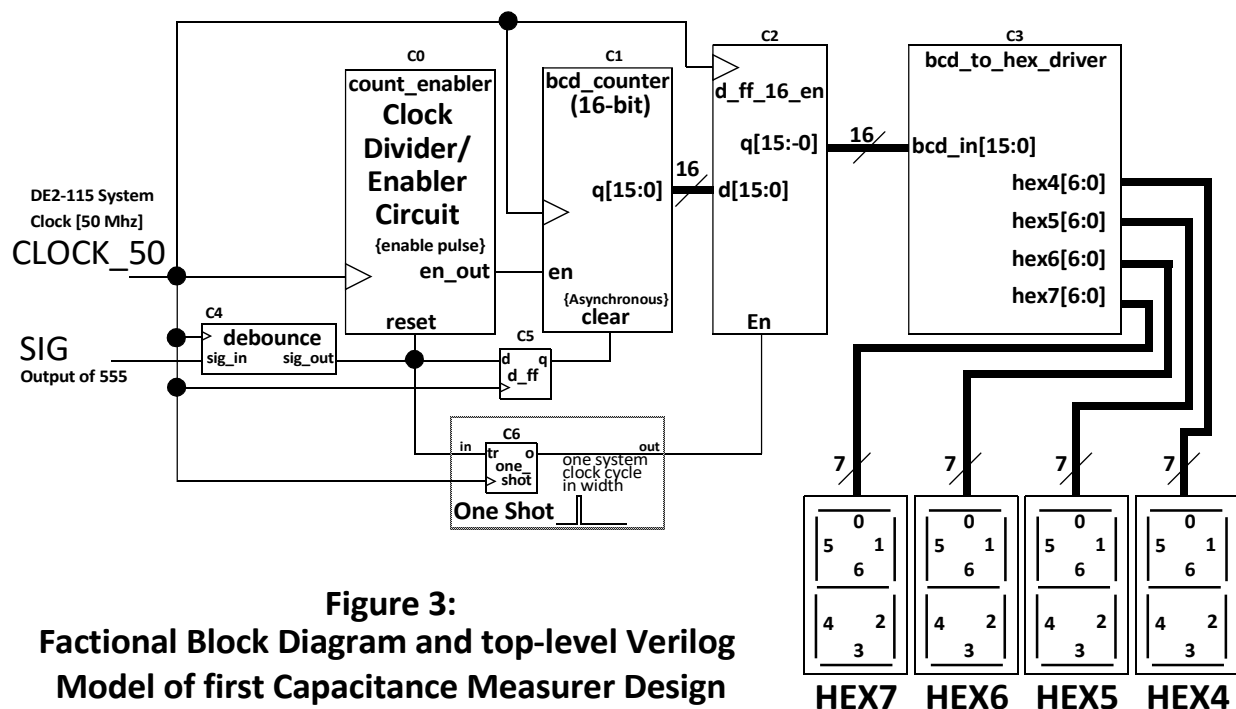 C0
count_enabler
Clock
Divider/
Enabler
Circuit
{enable pulse}
en_out
reset
C1
bcd_counter
(16-bit)
q[15:0]
en
{Asynchronous}
clear
16
C2
d_ff_16_en
q[15:-0]
d[15:0]
En
16
C3
bcd_to_hex_driver
bcd_in[15:0]
hex4[6:0]
hex5[6:0]
hex6[6:0]
hex7[6:0]
DE2-115 System
Clock [50 Mhz]
CLOCK_50
SIG
Output of 555
C4
debounce
sig_in sig_out
C5
d q
d_ff
C6
in
out
tr o
one_
shot
one system
clock cycle
in width
One Shot
7 7 7 7
0 0 0 0
5 1 5 1 5 1 5 1
6 6 6 6
4 2 4 2 4 2 4 2
3 3 3 3
HEX7 HEX6 HEX5 HEX4
Figure 3:
Factional Block Diagram and top-level Verilog
Model of first Capacitance Measurer Design